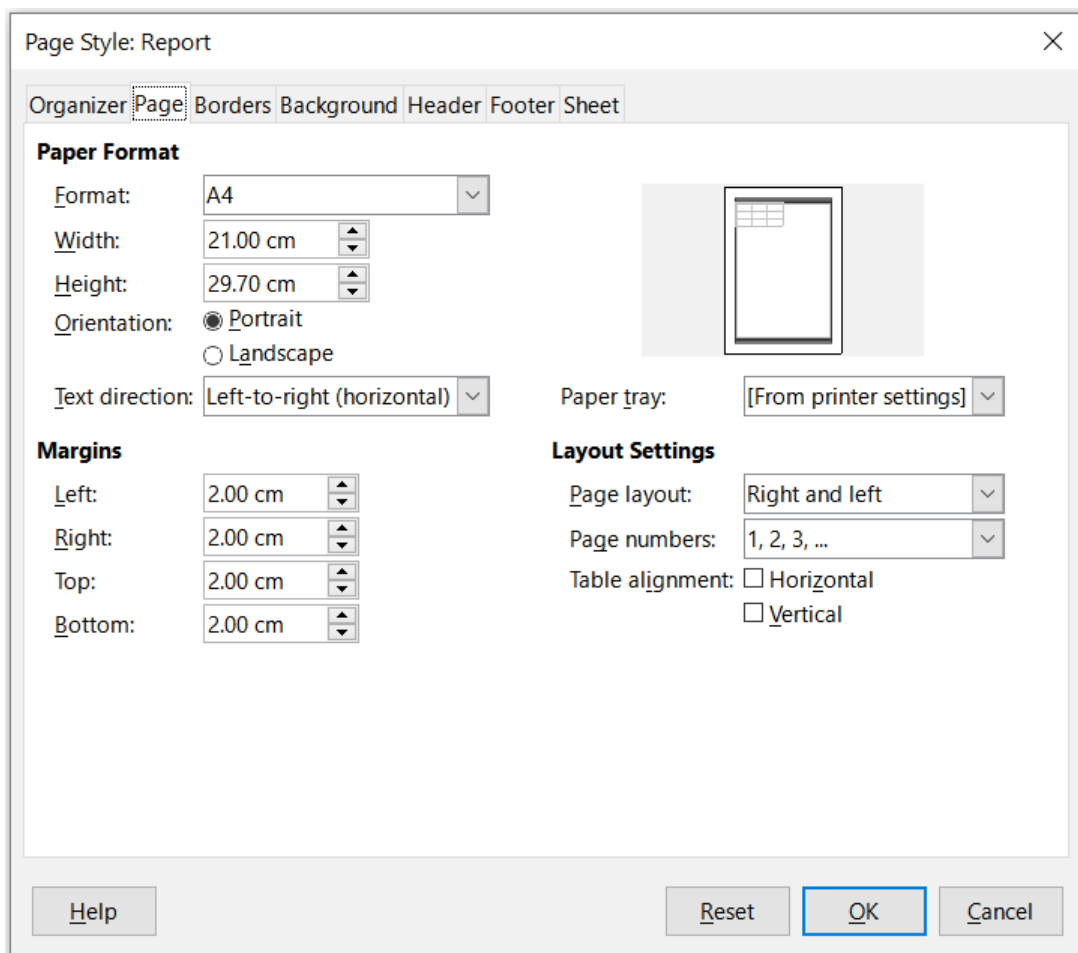 Page Style: Report
Organizer Page Borders Background Header Footer Sheet
Paper Format
Format: A4
Width: 21.00 cm
Height: 29.70 cm
Orientation: Portrait
Landscape
Text direction: Left-to-right (horizontal)
Paper tray: [From printer settings]
Margins
Left: 2.00 cm
Right: 2.00 cm
Top: 2.00 cm
Bottom: 2.00 cm
Layout Settings
Page layout: Right and left
Page numbers: 1, 2, 3, ...
Table alignment: Horizontal
Vertical
Help Reset OK Cancel